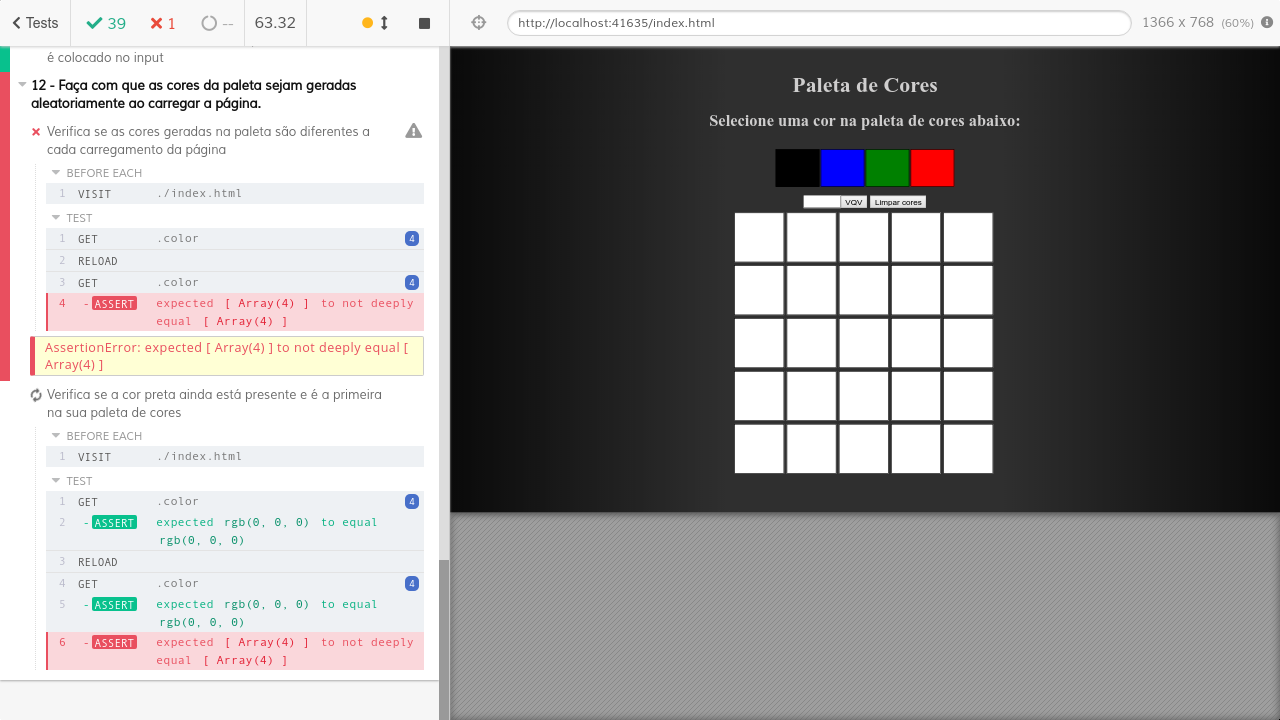 Tests
39
1
--
63.32
http://localhost:41635/index.html
1366 x 768 (60%)
é colocado no input
12 - Faça com que as cores da paleta sejam geradas
aleatoriamente ao carregar a página.
Verifica se as cores geradas na paleta são diferentes a
cada carregamento da página
BEFORE EACH
1 VISIT ./index.html
TEST
1 GET .color 4
2 RELOAD
3 GET .color 4
4 -ASSERT expected [ Array(4) ] to not deeply
equal [ Array(4) ]
AssertionError: expected [ Array(4) ] to not deeply equal [
Array(4) ]
Verifica se a cor preta ainda está presente e é a primeira
na sua paleta de cores
BEFORE EACH
1 VISIT ./index.html
TEST
1 GET .color 4
2 -ASSERT expected rgb(0, 0, 0) to equal
rgb(0, 0, 0)
3 RELOAD
4 GET .color 4
5 -ASSERT expected rgb(0, 0, 0) to equal
rgb(0, 0, 0)
6 -ASSERT expected [ Array(4) ] to not deeply
equal [ Array(4) ]
Paleta de Cores
Selecione uma cor na paleta de cores abaixo:
VQV Limpar cores